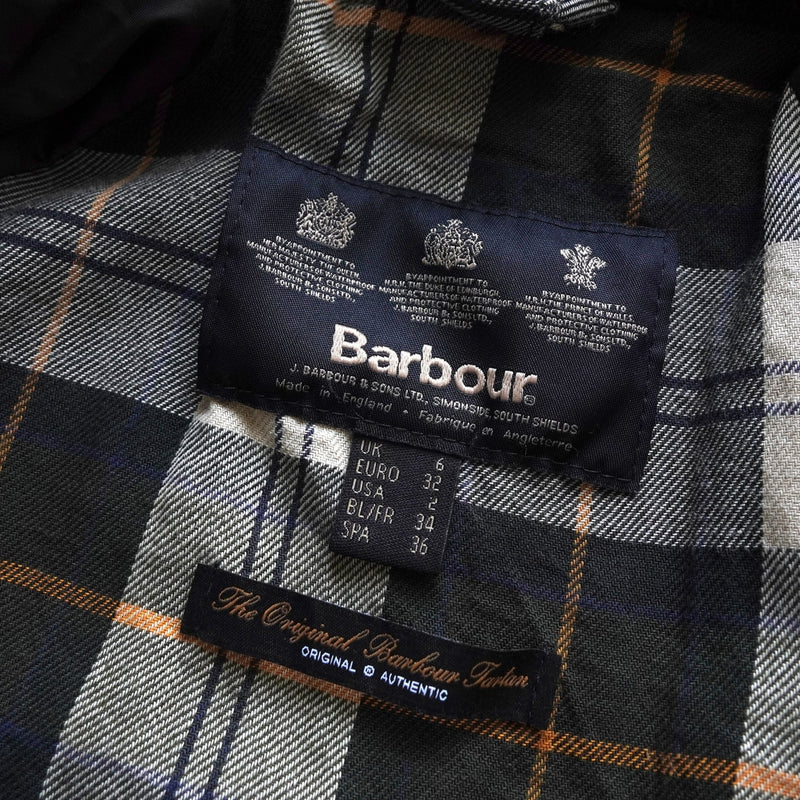 BY APPOINTMENT TO
H.M. HER MAJESTY THE QUEEN
MANUFACTURERS OF WATERPROOF
AND PROTECTIVE CLOTHING
J. BARBOUR & SONS LTD.,
SOUTH SHIELDS
BY APPOINTMENT TO
H.R.H. THE DUKE OF EDINBURGH
MANUFACTURERS OF WATERPROOF
AND PROTECTIVE CLOTHING
J. BARBOUR & SONS LTD.,
SOUTH SHIELDS
BY APPOINTMENT TO
H.R.H. THE PRINCE OF WALES,
MANUFACTURERS OF WATERPROOF
AND PROTECTIVE CLOTHING
J. BARBOUR & SONS LTD.,
SOUTH SHIELDS
Barbour®
J. BARBOUR & SONS LTD., SIMONSIDE, SOUTH SHIELDS
Made in England • Fabrique en Angleterre
UK 6
EURO 32
USA 2
BL/FR 34
SPA 36
The Original Barbour Tartan
ORIGINAL ® AUTHENTIC